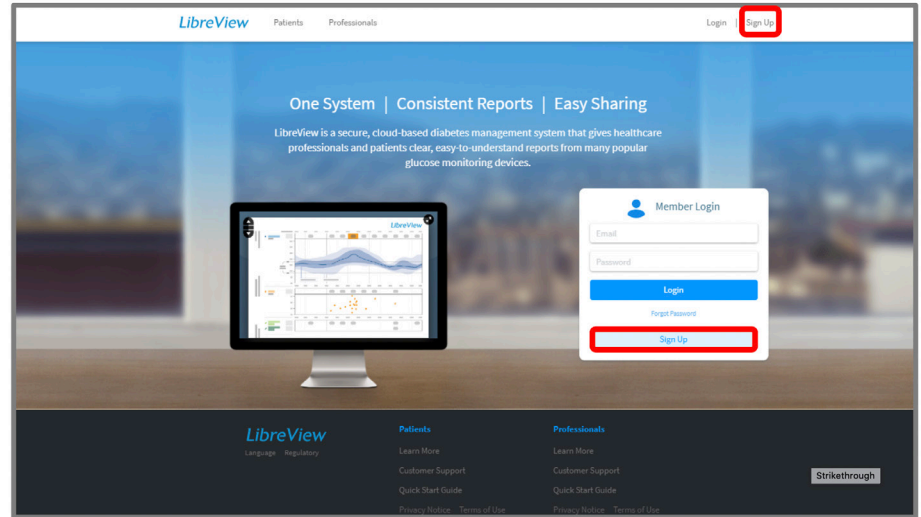 LibreView Patients Professionals Login | Sign Up
One System | Consistent Reports | Easy Sharing
LibreView is a secure, cloud-based diabetes management system that gives healthcare
professionals and patients clear, easy-to-understand reports from many popular
glucose monitoring devices.
LibreView
Member Login
Email
Password
Login
Forgot Password
Sign Up
LibreView
Language Regulatory
Patients
Learn More
Customer Support
Quick Start Guide
Privacy Notice Terms of Use
Professionals
Learn More
Customer Support
Quick Start Guide
Privacy Notice Terms of Use
Strikethrough